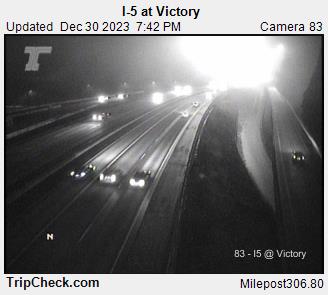 I-5 at Victory
Updated Dec 30 2023 7:42 PM Camera 83
T
N
83 - I5 @ Victory
TripCheck.com Milepost306.80